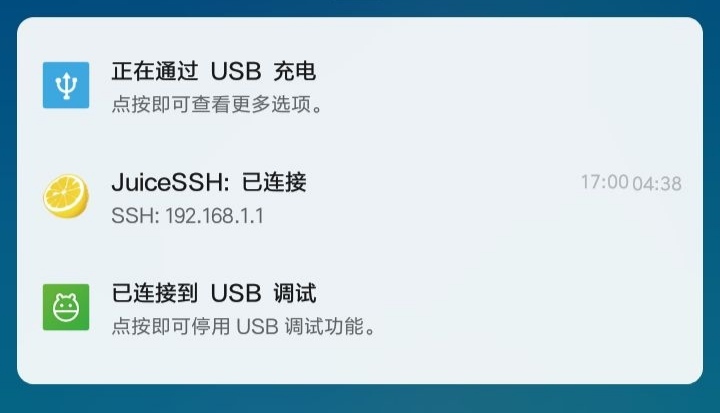 正在通过 USB 充电
点按即可查看更多选项。
JuiceSSH: 已连接 17:00 04:38
SSH: 192.168.1.1
已连接到 USB 调试
点按即可停用 USB 调试功能。